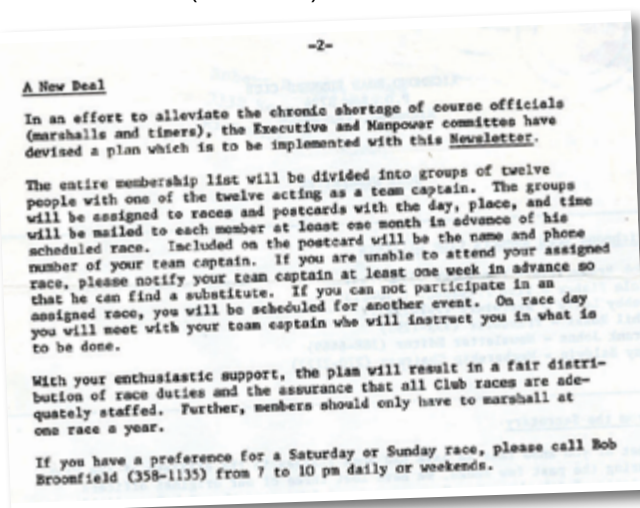 -2-
A New Deal
In an effort to alleviate the chronic shortage of course officials
(marshalls and timers), the Executive and Manpower committee have
devised a plan which is to be implemented with this Newsletter.
The entire membership list will be divided into groups of twelve
people with one of the twelve acting as a team captain. The groups
will be assigned to races and postcards with the day, place, and time
will be mailed to each member at least one month in advance of his
scheduled race. Included on the postcard will be the name and phone
number of your team captain. If you are unable to attend your assigned
race, please notify your team captain at least one week in advance so
that he can find a substitute. If you can not participate in an
assigned race, you will be scheduled for another event. On race day
you will meet with your team captain who will instruct you in what is
to be done.
With your enthusiastic support, the plan will result in a fair distri-
bution of race duties and the assurance that all Club races are ade-
quately staffed. Further, members should only have to marshall at
one race a year.
If you have a preference for a Saturday or Sunday race, please call Bob
Broomfield (358-1135) from 7 to 10 pm daily or weekends.